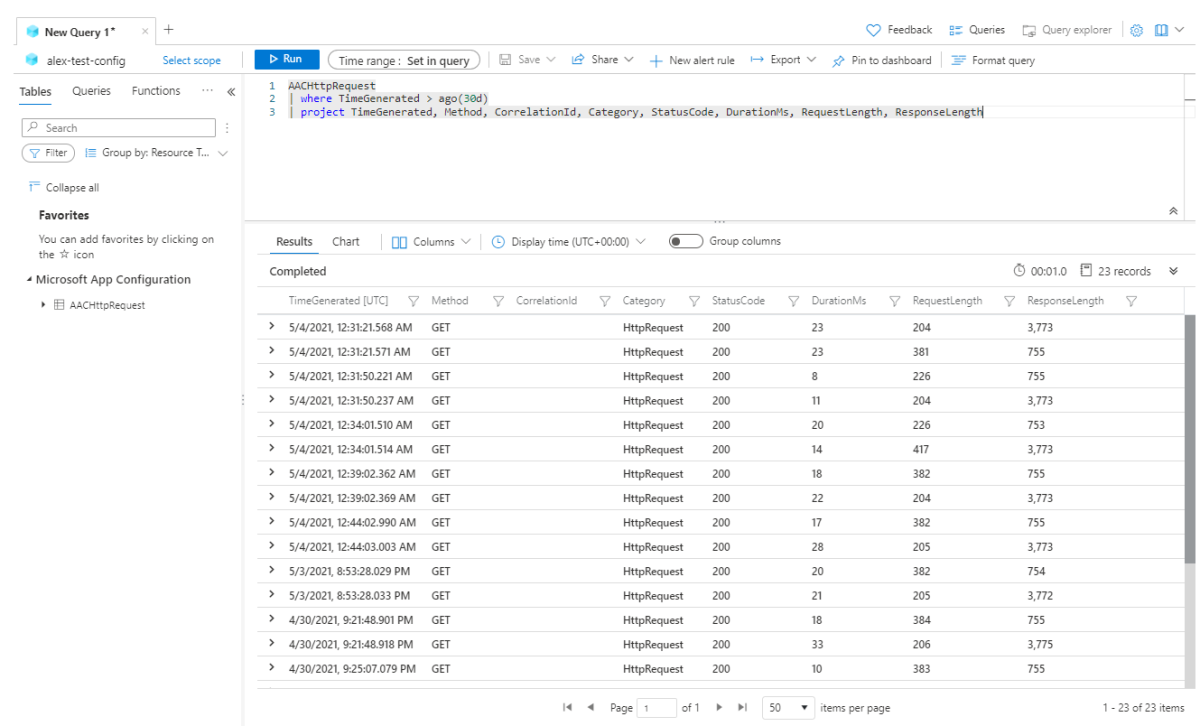 New Query 1* × +
Feedback Queries Query explorer
alex-test-config Select scope
Run Time range : Set in query Save Share New alert rule Export Pin to dashboard Format query
Tables Queries Functions ··· «
Search
Filter Group by: Resource T...
Collapse all
Favorites
You can add favorites by clicking on
the ☆ icon
Microsoft App Configuration
AACHttpRequest
1 AACHttpRequest
2 | where TimeGenerated > ago(30d)
3 | project TimeGenerated, Method, CorrelationId, Category, StatusCode, DurationMs, RequestLength, ResponseLength
Results Chart Columns Display time (UTC+00:00) Group columns
Completed 00:01.0 23 records
TimeGenerated [UTC] Method CorrelationId Category StatusCode DurationMs RequestLength ResponseLength
5/4/2021, 12:31:21.568 AM GET HttpRequest 200 23 204 3,773
5/4/2021, 12:31:21.571 AM GET HttpRequest 200 23 381 755
5/4/2021, 12:31:50.221 AM GET HttpRequest 200 8 226 755
5/4/2021, 12:31:50.237 AM GET HttpRequest 200 11 204 3,773
5/4/2021, 12:34:01.510 AM GET HttpRequest 200 20 226 753
5/4/2021, 12:34:01.514 AM GET HttpRequest 200 14 417 3,773
5/4/2021, 12:39:02.362 AM GET HttpRequest 200 18 382 755
5/4/2021, 12:39:02.369 AM GET HttpRequest 200 22 204 3,773
5/4/2021, 12:44:02.990 AM GET HttpRequest 200 17 382 755
5/4/2021, 12:44:03.003 AM GET HttpRequest 200 28 205 3,773
5/3/2021, 8:53:28.029 PM GET HttpRequest 200 20 382 754
5/3/2021, 8:53:28.033 PM GET HttpRequest 200 21 205 3,772
4/30/2021, 9:21:48.901 PM GET HttpRequest 200 18 384 755
4/30/2021, 9:21:48.918 PM GET HttpRequest 200 33 206 3,775
4/30/2021, 9:25:07.079 PM GET HttpRequest 200 10 383 755
Page 1 of 1 50 items per page 1 - 23 of 23 items